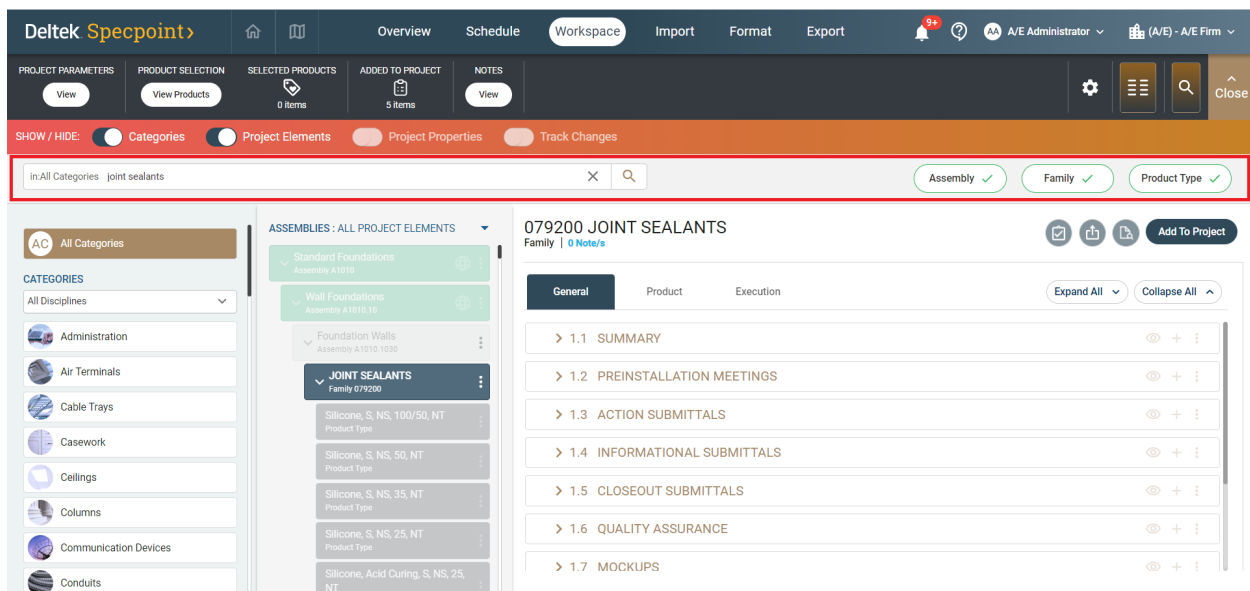 Deltek Specpoint
Overview
Schedule
Workspace
Import
Format
Export
9+
AA A/E Administrator
(A/E) - A/E Firm
PROJECT PARAMETERS
View
PRODUCT SELECTION
View Products
SELECTED PRODUCTS
0 items
ADDED TO PROJECT
5 items
NOTES
View
Close
SHOW / HIDE:
Categories
Project Elements
Project Properties
Track Changes
in:All Categories joint sealants
Assembly
Family
Product Type
AC All Categories
CATEGORIES
All Disciplines
Administration
Air Terminals
Cable Trays
Casework
Ceilings
Columns
Communication Devices
Conduits
ASSEMBLIES : ALL PROJECT ELEMENTS
Standard Foundations
Assembly A1010
Wall Foundations
Assembly A1010.10
Foundation Walls
Assembly A1010.1030
JOINT SEALANTS
Family 079200
Silicone, S, NS, 100/50, NT
Product Type
Silicone, S, NS, 50, NT
Product Type
Silicone, S, NS, 35, NT
Product Type
Silicone, S, NS, 25, NT
Product Type
Silicone, Acid Curing, S, NS, 25,
NT
079200 JOINT SEALANTS
Family | 0 Note/s
Add To Project
General
Product
Execution
Expand All
Collapse All
1.1 SUMMARY
1.2 PREINSTALLATION MEETINGS
1.3 ACTION SUBMITTALS
1.4 INFORMATIONAL SUBMITTALS
1.5 CLOSEOUT SUBMITTALS
1.6 QUALITY ASSURANCE
1.7 MOCKUPS